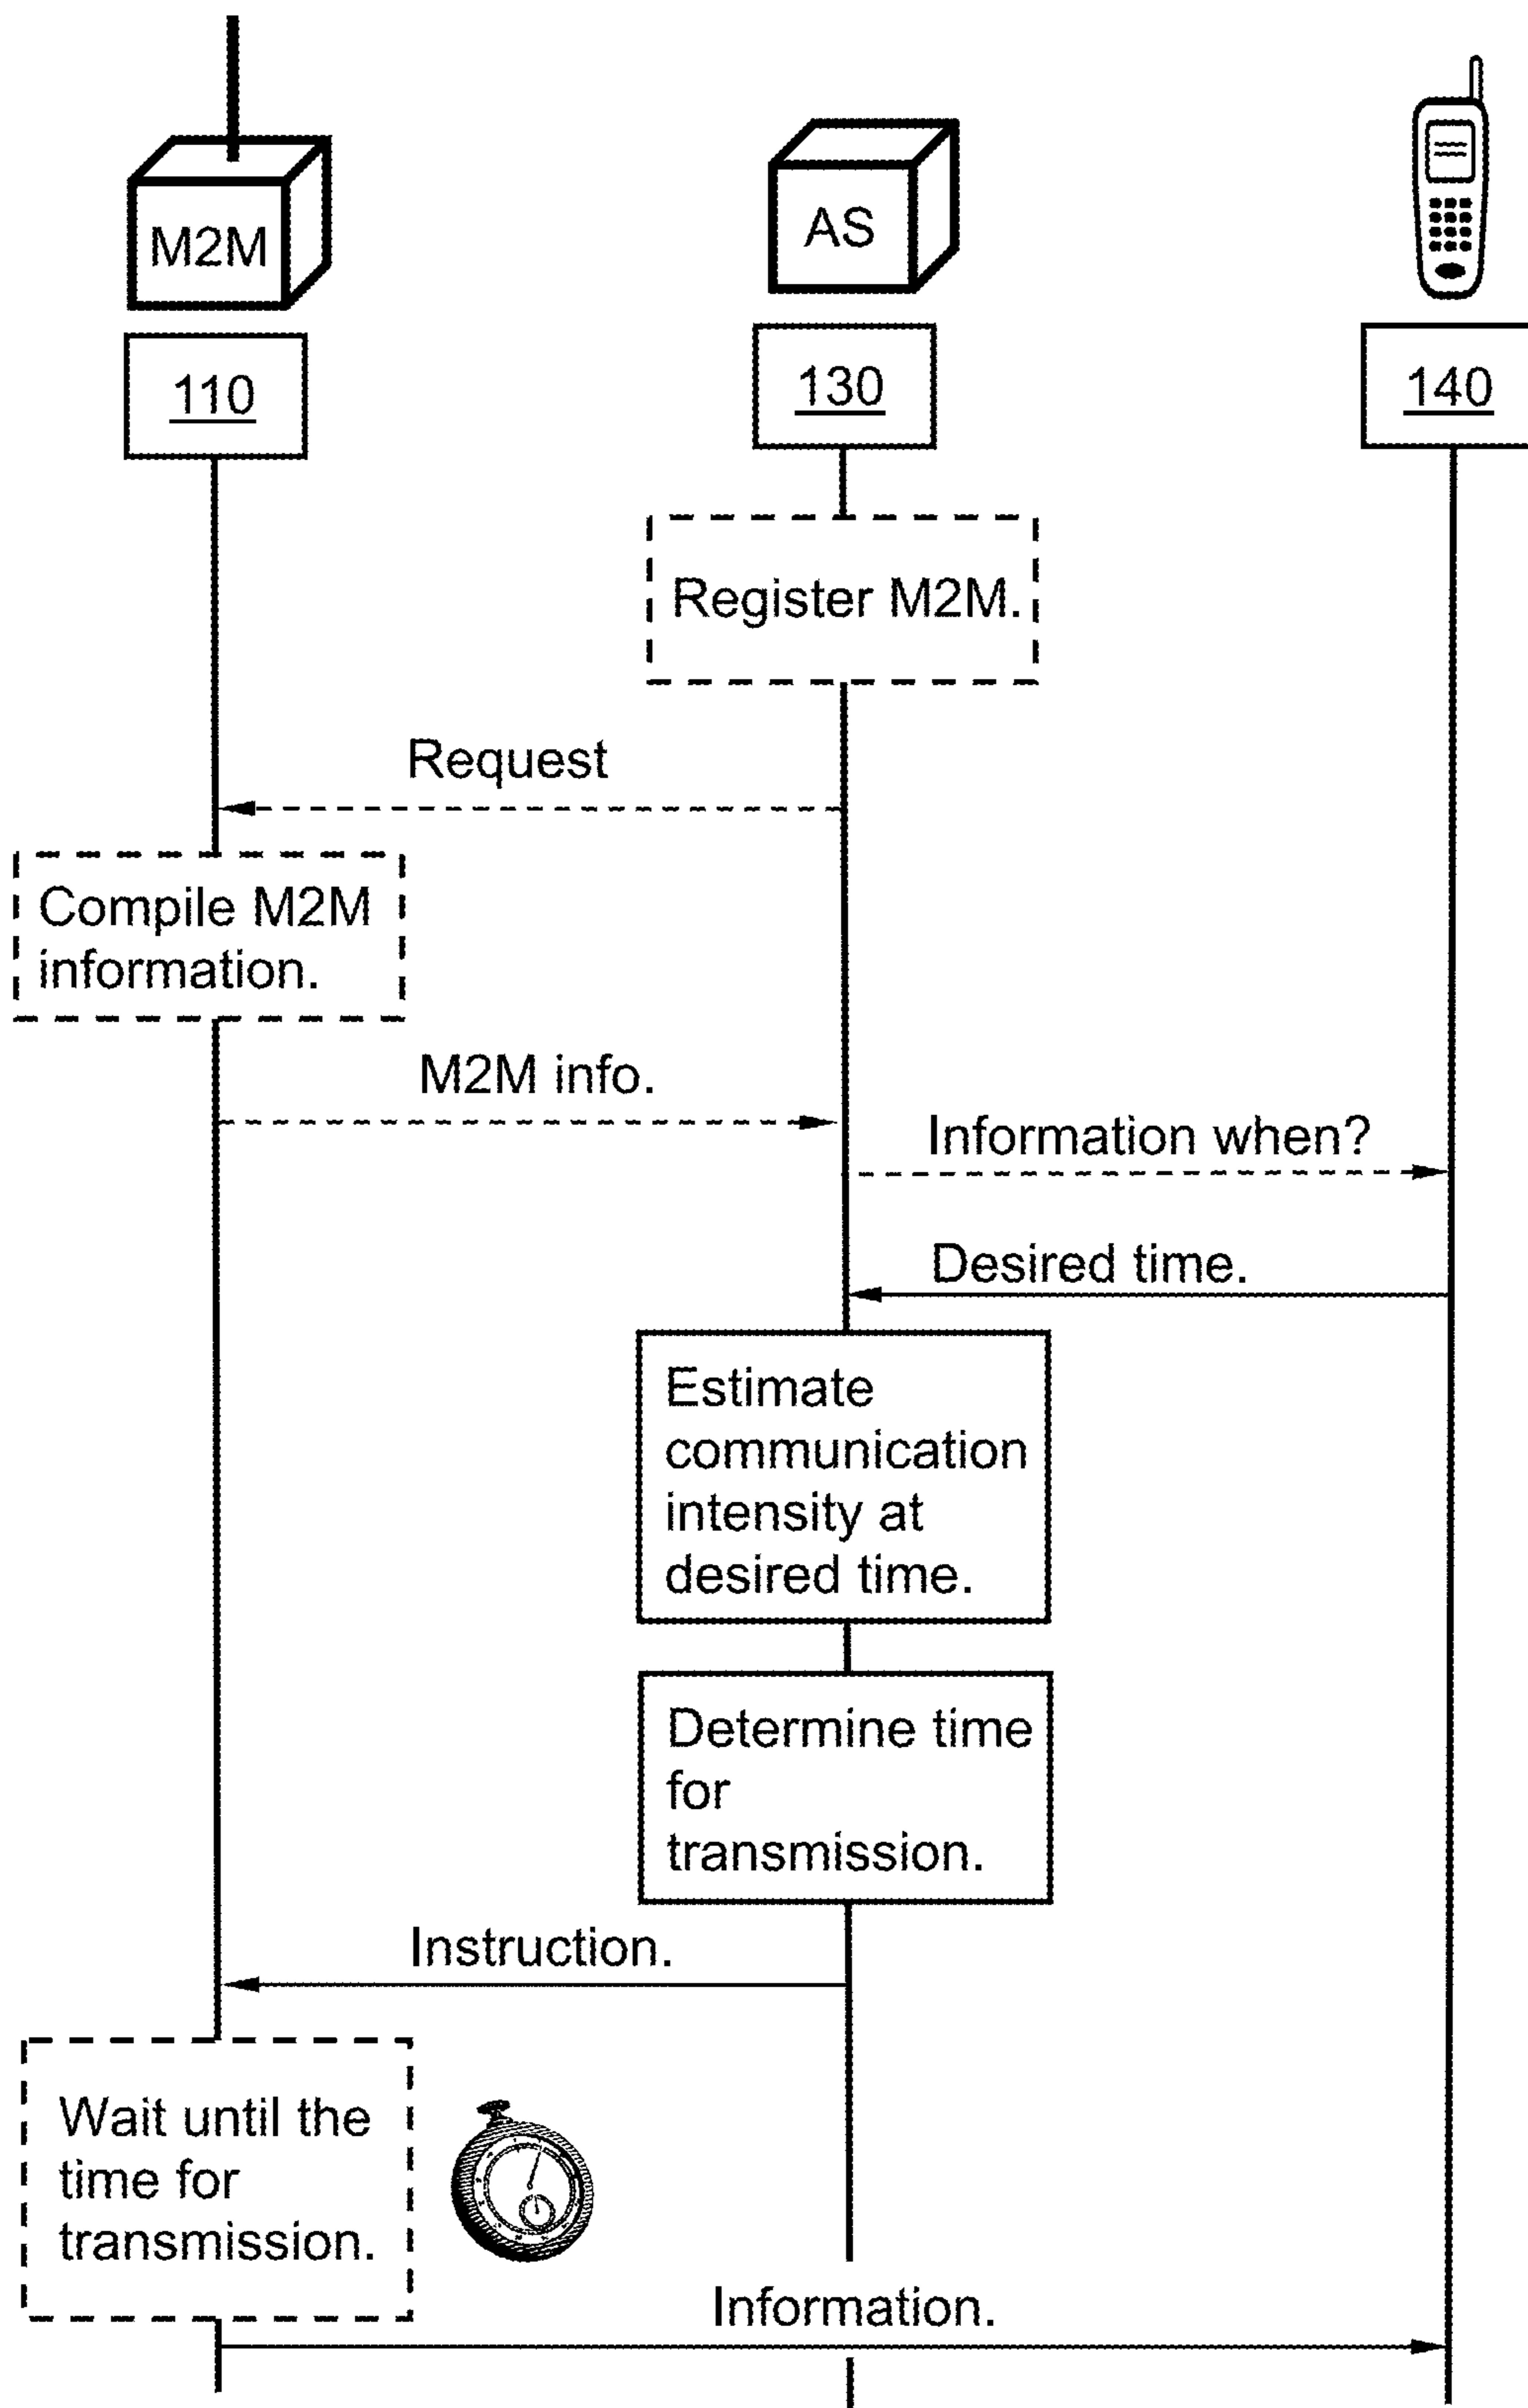 M2M
AS
110
130
140
Register M2M.
Request
Compile M2M
information.
M2M info.
Information when?
Desired time.
Estimate
communication
intensity at
desired time.
Determine time
for
transmission.
Instruction.
Wait until the
time for
transmission.
Information.